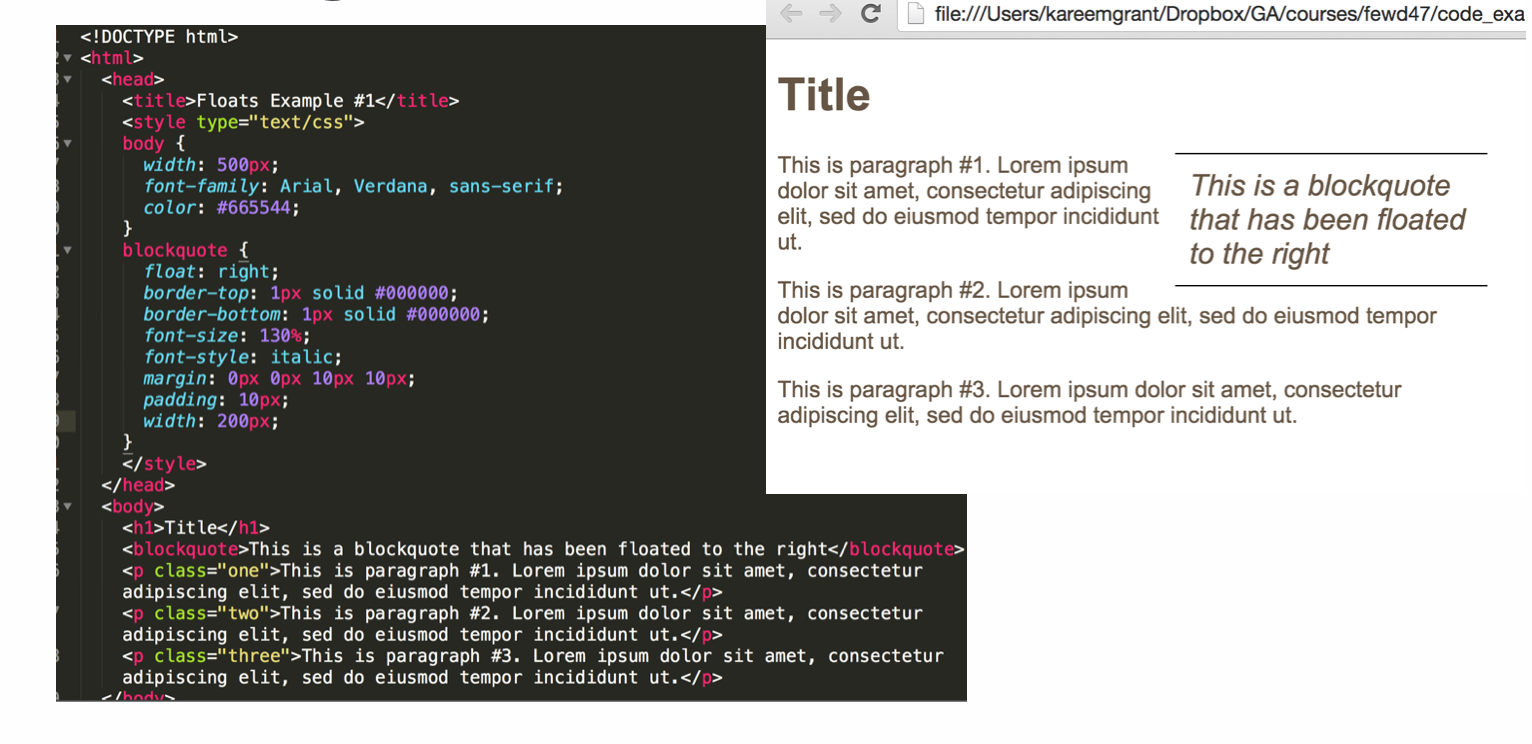 <!DOCTYPE html>
<html>
<head>
<title>Floats Example #1</title>
<style type="text/css">
body {
width: 500px;
font-family: Arial, Verdana, sans-serif;
color: #665544;
}
blockquote {
float: right;
border-top: 1px solid #000000;
border-bottom: 1px solid #000000;
font-size: 130%;
font-style: italic;
margin: 0px 0px 10px 10px;
padding: 10px;
width: 200px;
}
</style>
</head>
<body>
<h1>Title</h1>
<blockquote>This is a blockquote that has been floated to the right</blockquote>
<p class="one">This is paragraph #1. Lorem ipsum dolor sit amet, consectetur
adipiscing elit, sed do eiusmod tempor incididunt ut.</p>
<p class="two">This is paragraph #2. Lorem ipsum dolor sit amet, consectetur
adipiscing elit, sed do eiusmod tempor incididunt ut.</p>
<p class="three">This is paragraph #3. Lorem ipsum dolor sit amet, consectetur
adipiscing elit, sed do eiusmod tempor incididunt ut.</p>
</body>
file:///Users/kareemgrant/Dropbox/GA/courses/fewd47/code_exa
Title
This is paragraph #1. Lorem ipsum
dolor sit amet, consectetur adipiscing
elit, sed do eiusmod tempor incididunt
ut.
This is a blockquote
that has been floated
to the right
This is paragraph #2. Lorem ipsum
dolor sit amet, consectetur adipiscing elit, sed do eiusmod tempor
incididunt ut.
This is paragraph #3. Lorem ipsum dolor sit amet, consectetur
adipiscing elit, sed do eiusmod tempor incididunt ut.